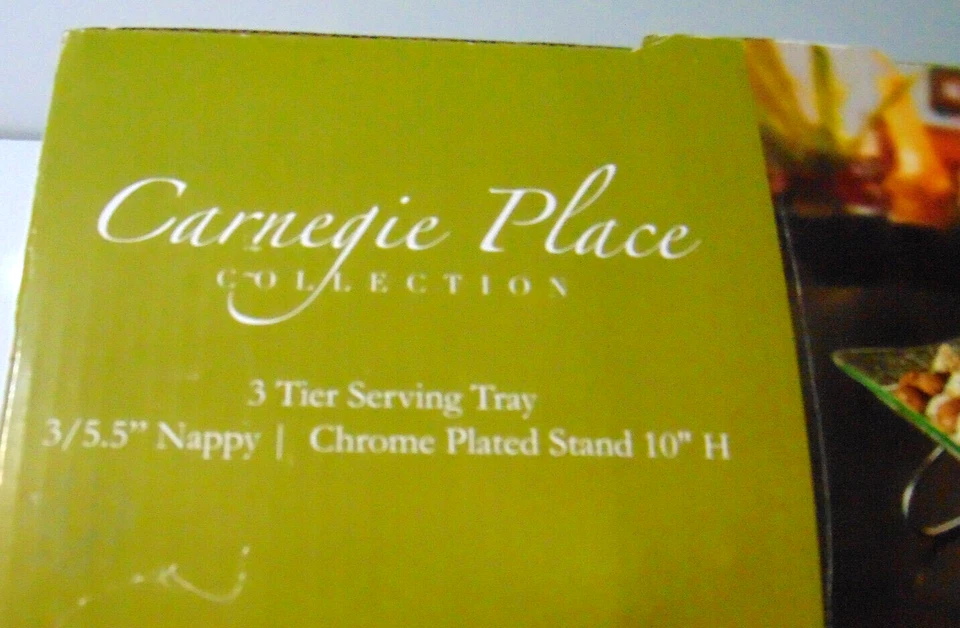 Carnegie Place
COLLECTION
3 Tier Serving Tray
3/5.5” Nappy | Chrome Plated Stand 10" H